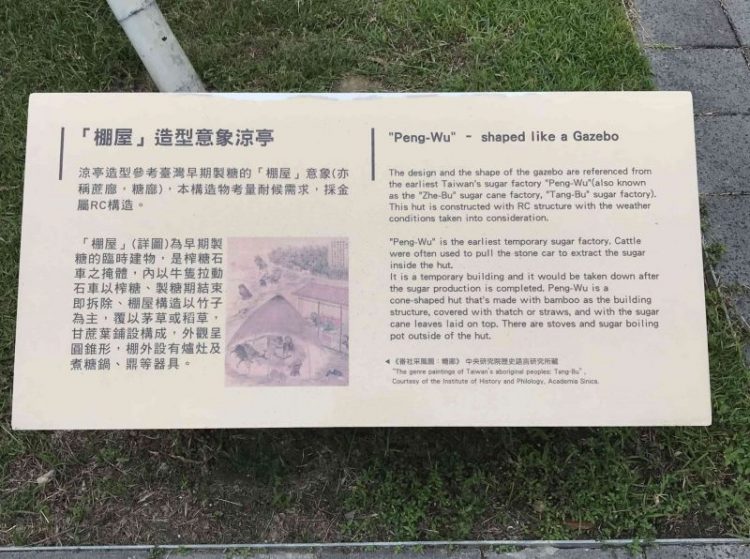 「棚屋」造型意象涼亭
涼亭造型參考臺灣早期製糖的「棚屋」意象(亦
稱蔗廍，糖廍)，本構造物考量耐候需求，採金
屬RC構造。
「棚屋」(詳圖)為早期製
糖的臨時建物，是榨糖石
車之掩體，內以牛隻拉動
石車以榨糖、製糖期結束
即拆除、棚屋構造以竹子
為主，覆以茅草或稻草，
甘蔗葉鋪設構成，外觀呈
圓錐形，棚外設有爐灶及
煮糖鍋、鼎等器具。
"Peng-Wu" - shaped like a Gazebo
The design and the shape of the gazebo are referenced from
the earliest Taiwan's sugar factory "Peng-Wu"(also known
as the "Zhe-Bu" sugar cane factory, "Tang-Bu" sugar factory).
This hut is constructed with RC structure with the weather
conditions taken into consideration.
"Peng-Wu" is the earliest temporary sugar factory. Cattle
were often used to pull the stone car to extract the sugar
inside the hut.
It is a temporary building and it would be taken down after
the sugar production is completed. Peng-Wu is a
cone-shaped hut that's made with bamboo as the building
structure, covered with thatch or straws, and with the sugar
cane leaves laid on top. There are stoves and sugar boiling
pot outside of the hut.
◀《番社采風圖：糖廍》 中央研究院歷史語言研究所藏
"The genre paintings of Taiwan's aboriginal peoples: Tang-Bu",
Courtesy of the Institute of History and Philology, Academia Sinica.